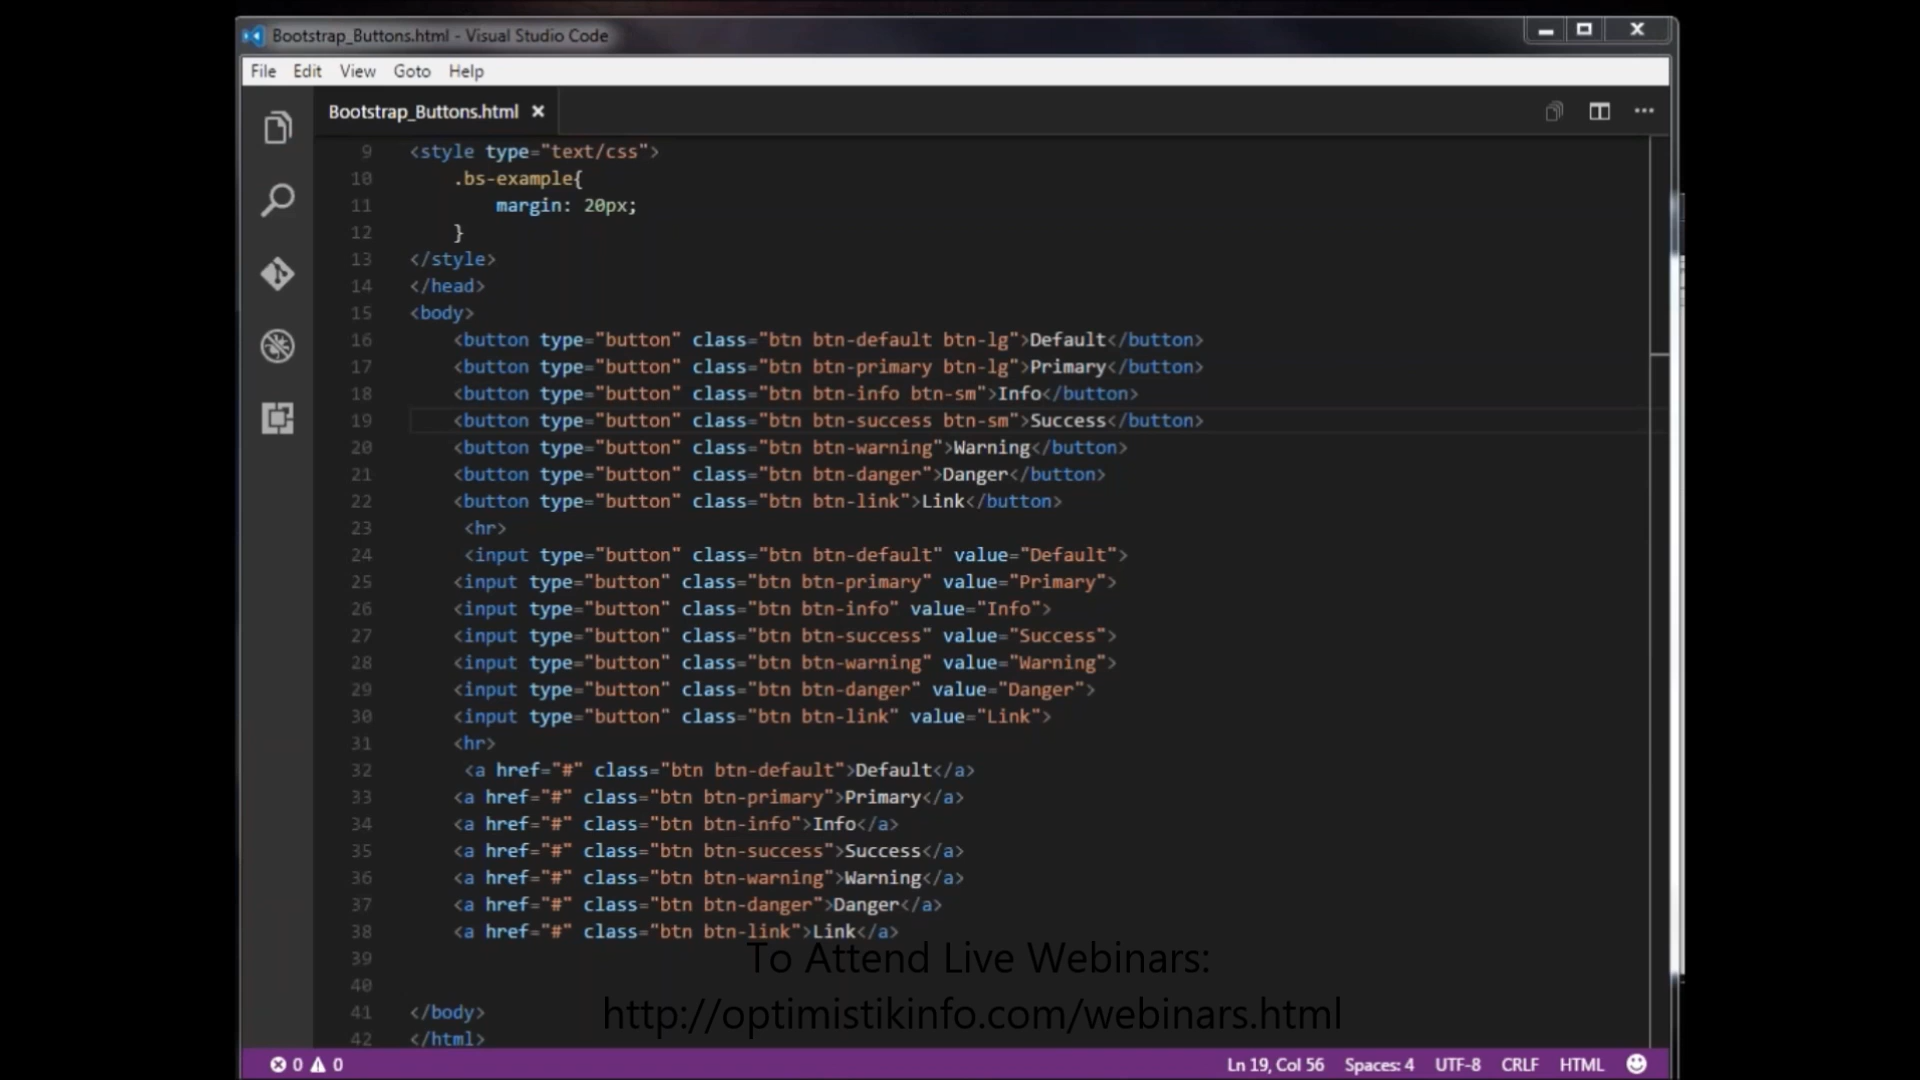 Bootstrap_Buttons.html - Visual Studio Code
File Edit View Goto Help
Bootstrap_Buttons.html
9 <style type="text/css">
10 .bs-example{
11 margin: 20px;
12 }
13 </style>
14 </head>
15 <body>
16 <button type="button" class="btn btn-default btn-lg">Default</button>
17 <button type="button" class="btn btn-primary btn-lg">Primary</button>
18 <button type="button" class="btn btn-info btn-sm">Info</button>
19 <button type="button" class="btn btn-success btn-sm">Success</button>
20 <button type="button" class="btn btn-warning">Warning</button>
21 <button type="button" class="btn btn-danger">Danger</button>
22 <button type="button" class="btn btn-link">Link</button>
23 <hr>
24 <input type="button" class="btn btn-default" value="Default">
25 <input type="button" class="btn btn-primary" value="Primary">
26 <input type="button" class="btn btn-info" value="Info">
27 <input type="button" class="btn btn-success" value="Success">
28 <input type="button" class="btn btn-warning" value="Warning">
29 <input type="button" class="btn btn-danger" value="Danger">
30 <input type="button" class="btn btn-link" value="Link">
31 <hr>
32 <a href="#" class="btn btn-default">Default</a>
33 <a href="#" class="btn btn-primary">Primary</a>
34 <a href="#" class="btn btn-info">Info</a>
35 <a href="#" class="btn btn-success">Success</a>
36 <a href="#" class="btn btn-warning">Warning</a>
37 <a href="#" class="btn btn-danger">Danger</a>
38 <a href="#" class="btn btn-link">Link</a>
39
To Attend Live Webinars:
40
41 </body>
http://optimistikinfo.com/webinars.html
42 </html>
0 0 Ln 19, Col 56 Spaces: 4 UTF-8 CRLF HTML